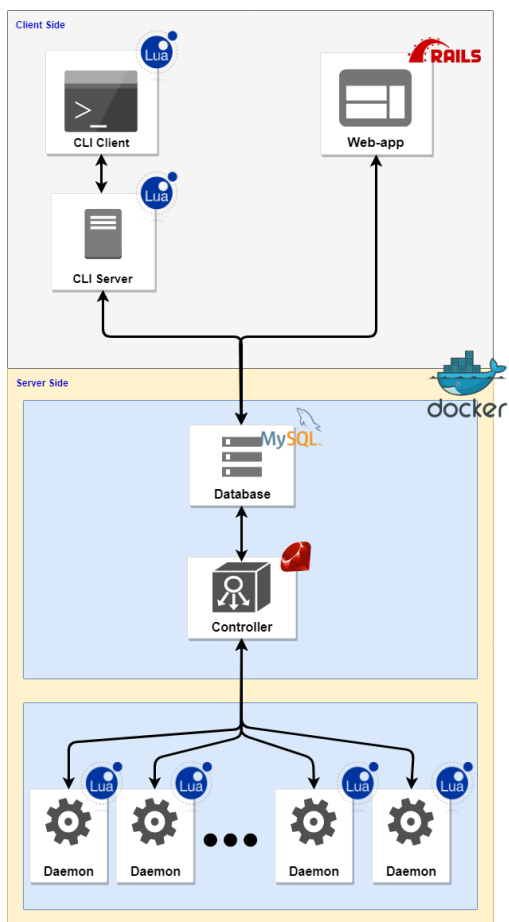 Client Side
Lua
RAILS
CLI Client
Web-app
Lua
CLI Server
Server Side
docker
MySQL
Database
Controller
Lua
Lua
Lua
Lua
Daemon
Daemon
Daemon
Daemon